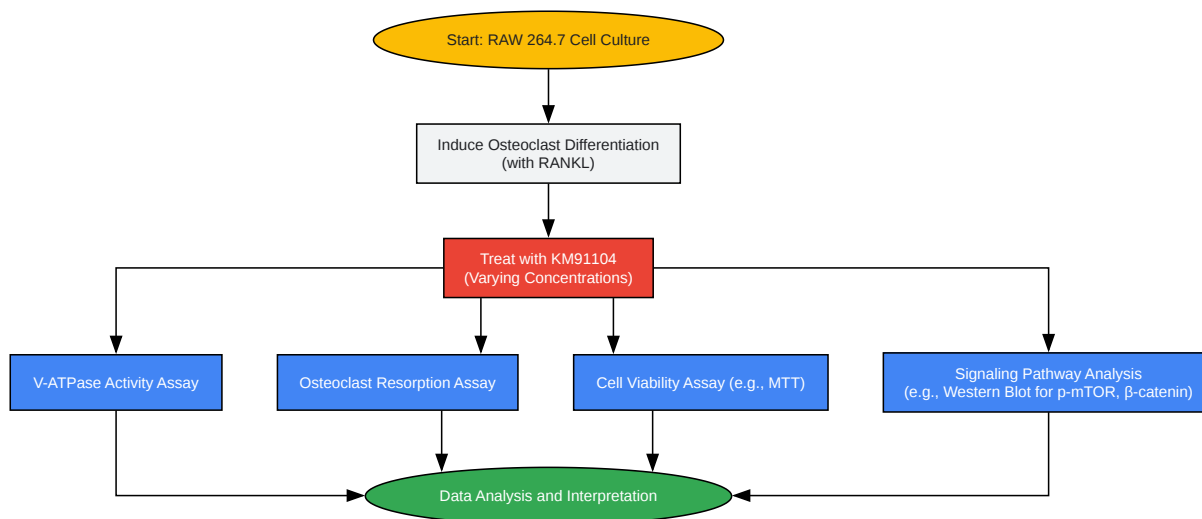 Start: RAW 264.7 Cell Culture
Induce Osteoclast Differentiation
(with RANKL)
Treat with KM91104
(Varying Concentrations)
V-ATPase Activity Assay
Osteoclast Resorption Assay
Cell Viability Assay (e.g., MTT)
Signaling Pathway Analysis
(e.g., Western Blot for p-mTOR, β-catenin)
Data Analysis and Interpretation